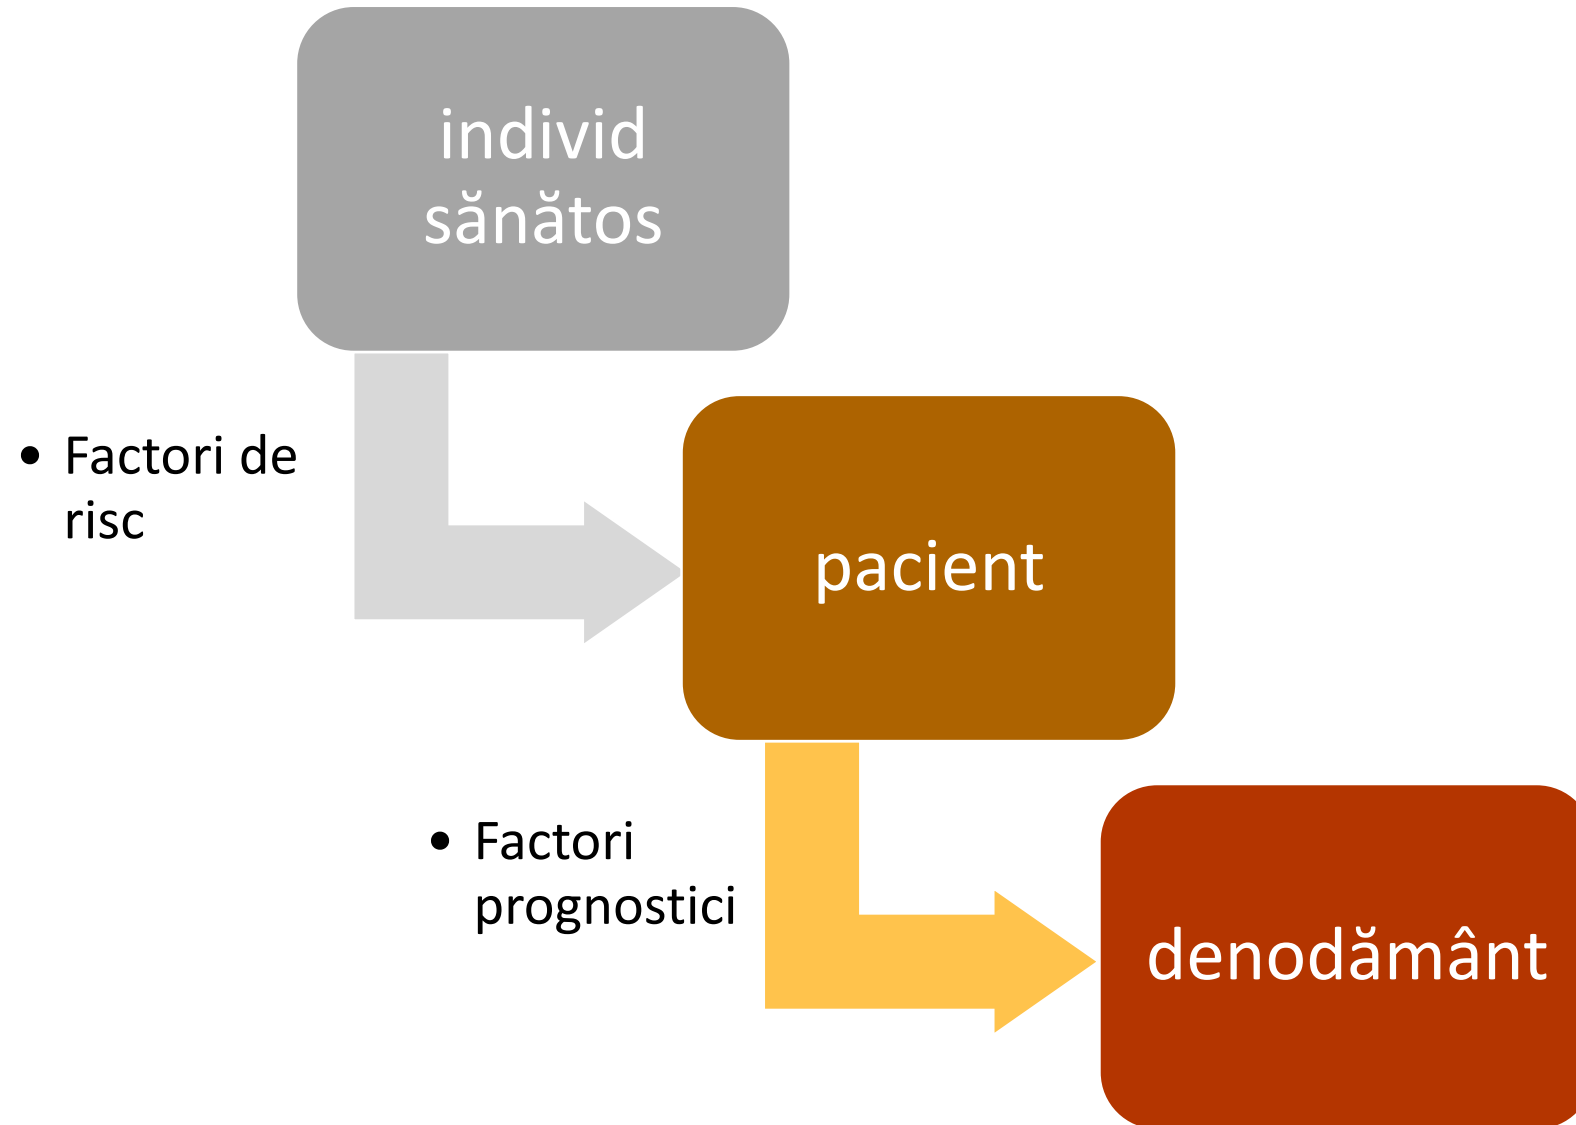 individ
sănătos
• Factori de
risc
pacient
• Factori
prognostici
denodământ